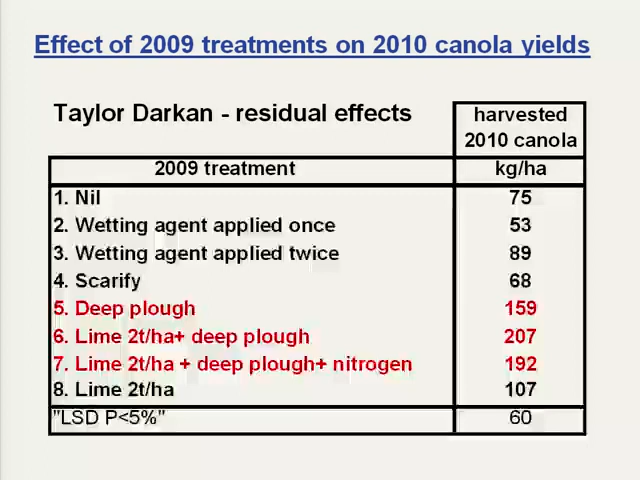 Effect of 2009 treatments on 2010 canola yields
Taylor Darkan - residual effects harvested
2010 canola
2009 treatment kg/ha
1. Nil 75
2. Wetting agent applied once 53
3. Wetting agent applied twice 89
4. Scarify 68
5. Deep plough 159
6. Lime 2t/ha+ deep plough 207
7. Lime 2t/ha + deep plough+ nitrogen 192
8. Lime 2t/ha 107
"LSD P<5%" 60